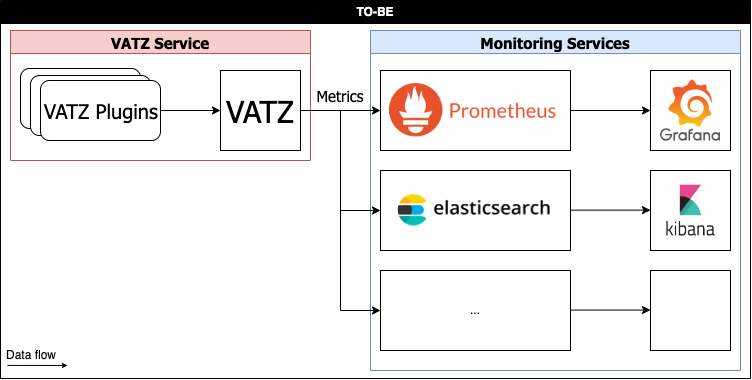 TO-BE
VATZ Service
Monitoring Services
VATZ Plugins
VATZ
Metrics
Prometheus
Grafana
elasticsearch
kibana
...
Data flow